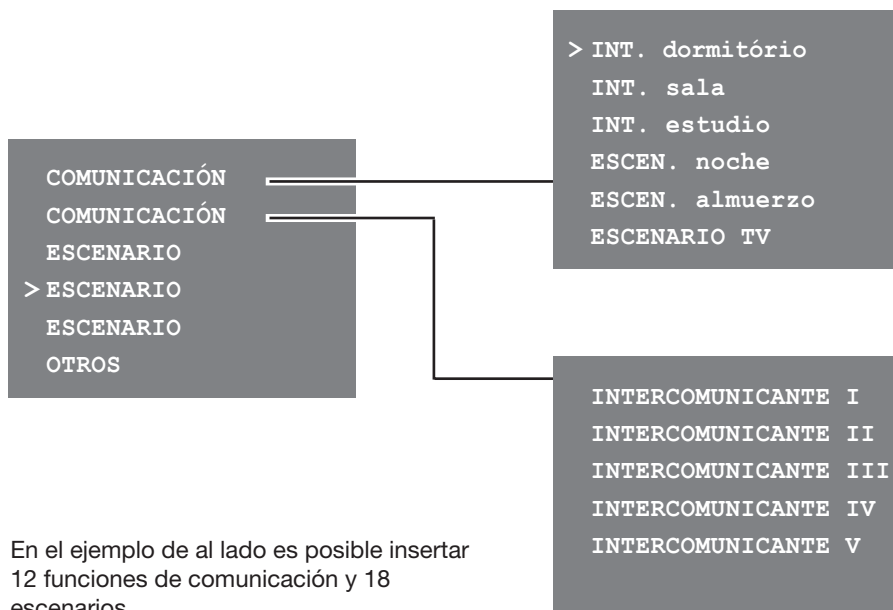 COMUNICACIÓN
COMUNICACIÓN
ESCENARIO
> ESCENARIO
ESCENARIO
OTROS
> INT. dormitório
INT. sala
INT. estudio
ESCEN. noche
ESCEN. almuerzo
ESCENARIO TV
INTERCOMUNICANTE I
INTERCOMUNICANTE II
INTERCOMUNICANTE III
INTERCOMUNICANTE IV
INTERCOMUNICANTE V
En el ejemplo de al lado es posible insertar
12 funciones de comunicación y 18
escenarios